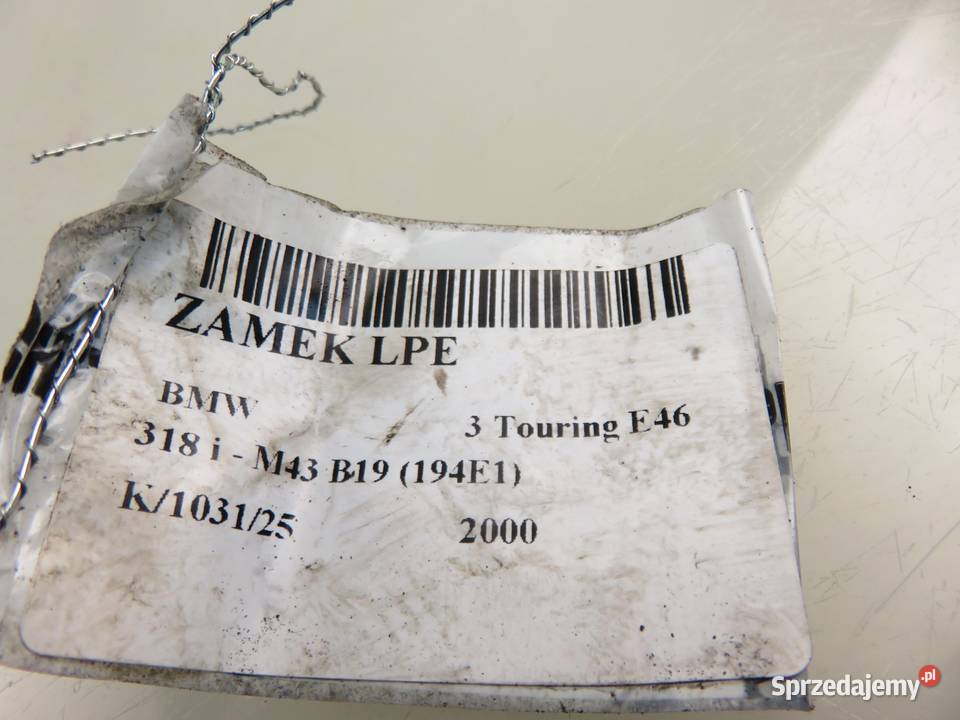 ZAMEK LPE
BMW 3 Touring E46
318 i - M43 B19 (194E1)
K/1031/25 2000
Sprzedajemy.pl